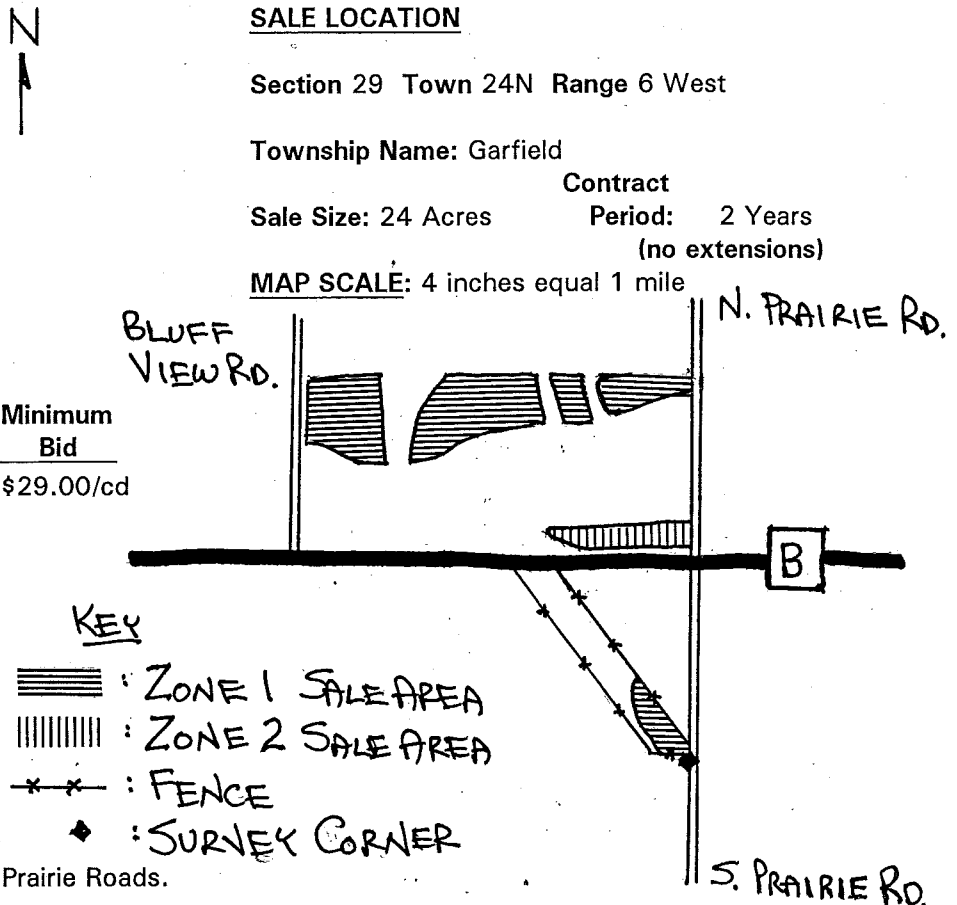 N
SALE LOCATION
Section 29 Town 24N Range 6 West
Township Name: Garfield
Contract
Sale Size: 24 Acres Period: 2 Years
(no extensions)
MAP SCALE: 4 inches equal 1 mile
N. PRAIRIE RD.
BLUFF
VIEW RD.
Minimum
Bid
$29.00/cd
B
KEY
: ZONE 1 SALE AREA
: ZONE 2 SALE AREA
: FENCE
: SURVEY CORNER
Prairie Roads.
S. PRAIRIE RD.